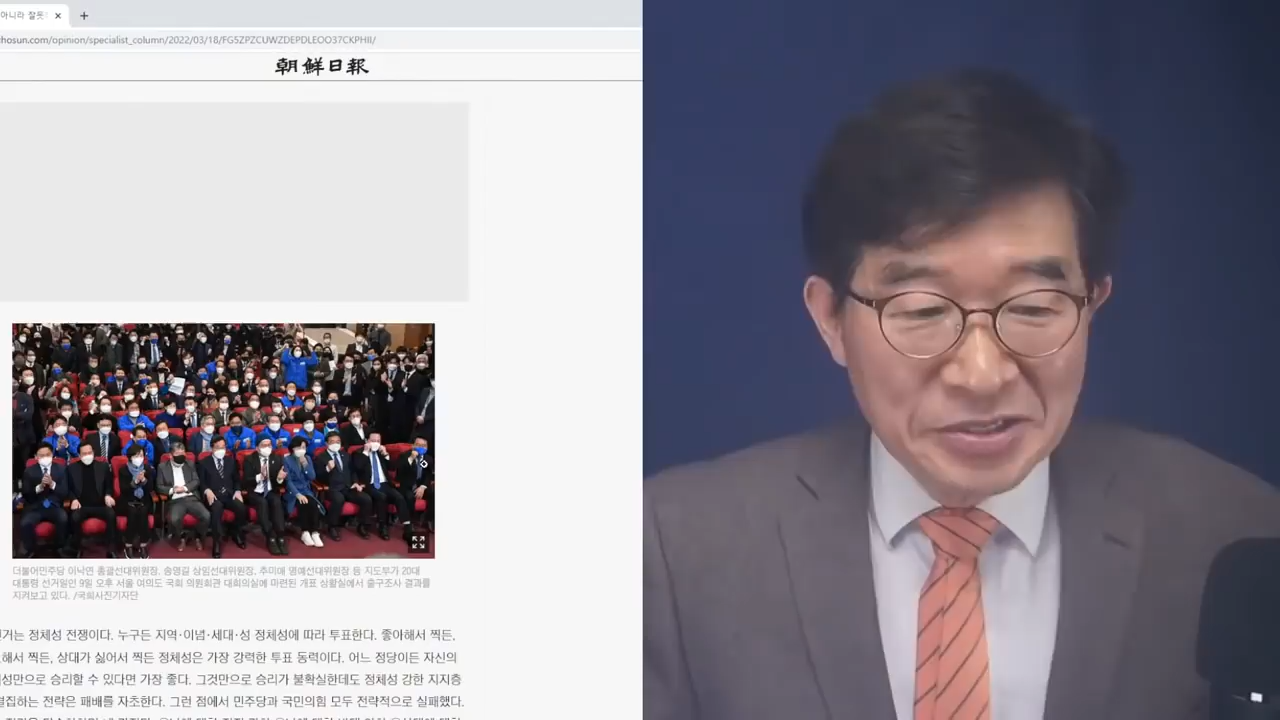 아니라 잘못
hosun.com/opinion/specialist_column/2022/03/18/FG5ZPZCUWZDEPDLEOO37CKPHII/
朝鮮日報
더불어민주당 이낙연 총괄선대위원장, 송영길 상임선대위원장, 추미애 명예선대위원장 등 지도부가 20대
대통령 선거일인 9일 오후 서울 여의도 국회 의원회관 대회의실에 마련된 개표 상황실에서 출구조사 결과를
지켜보고 있다. /국회사진기자단
거는 정체성 전쟁이다. 누구든 지역·이념·세대·성 정체성에 따라 투표한다. 좋아해서 찍든,
해서 찍든, 상대가 싫어서 찍든 정체성은 가장 강력한 투표 동력이다. 어느 정당이든 자신의
성만으로 승리할 수 있다면 가장 좋다. 그것만으로 승리가 불확실한데도 정체성 강한 지지층
결집하는 전략은 패배를 자초한다. 그런 점에서 민주당과 국민의힘 모두 전략적으로 실패했다.